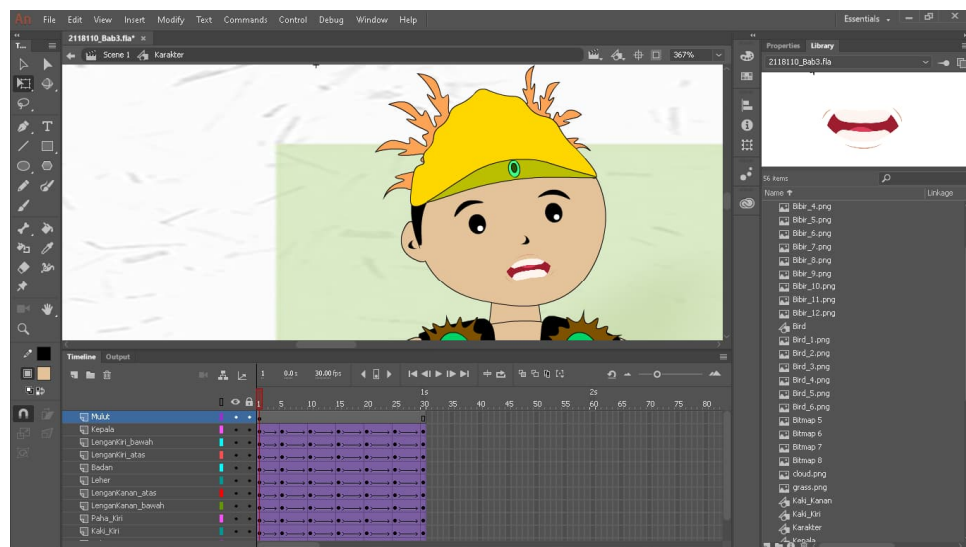 An File Edit View Insert Modify Text Commands Control Debug Window Help Essentials
2118110_Bab3.fla* ×
T...
Scene 1 Karakter 367%
Properties Library
2118110_Bab3.fla
56 items
Name Linkage
Bibir_4.png
Bibir_5.png
Bibir_6.png
Bibir_7.png
Bibir_8.png
Bibir_9.png
Bibir_10.png
Bibir_11.png
Bibir_12.png
Bird
Bird_1.png
Bird_2.png
Bird_3.png
Bird_4.png
Bird_5.png
Bird_6.png
Bitmap 5
Bitmap 6
Bitmap 7
Bitmap 8
cloud.png
grass.png
Kaki_Kanan
Kaki_Kiri
Karakter
Kepala
Timeline Output
1 0.0 s 30.00 fps
1s 2s
1 5 10 15 20 25 30 35 40 45 50 55 60 65 70 75 80
Mulut
Kepala
LenganKiri_bawah
LenganKiri_atas
Badan
Leher
LenganKanan_atas
LenganKanan_bawah
Paha_Kiri
Kaki_Kiri